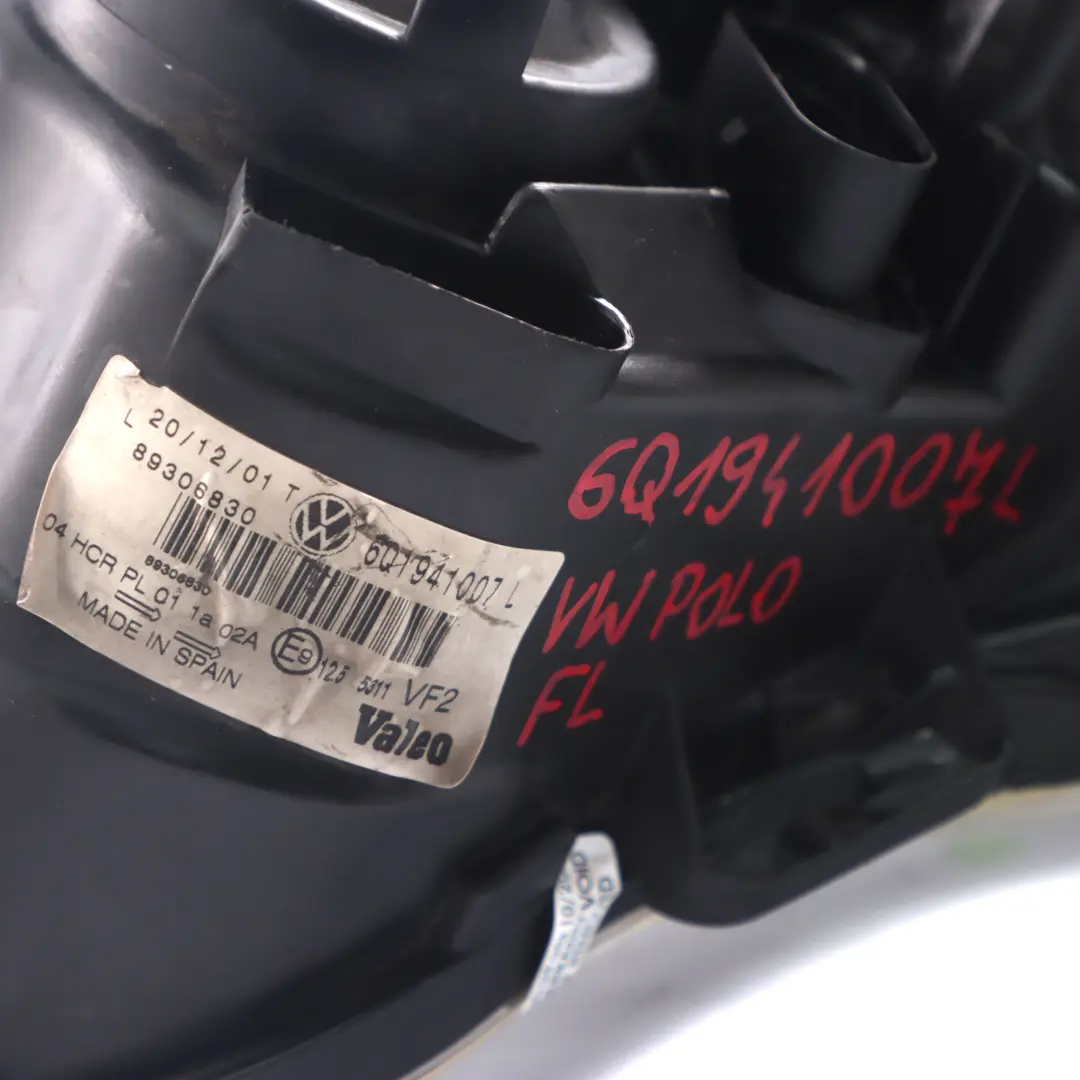 L 20/12/01 T
89306830
6Q1941007 L
89306830
04 HCR PL 01 1a 02A E9 125 5311 VF2
MADE IN SPAIN
Valeo
6Q1941007L
VW POLO
FL
VOID